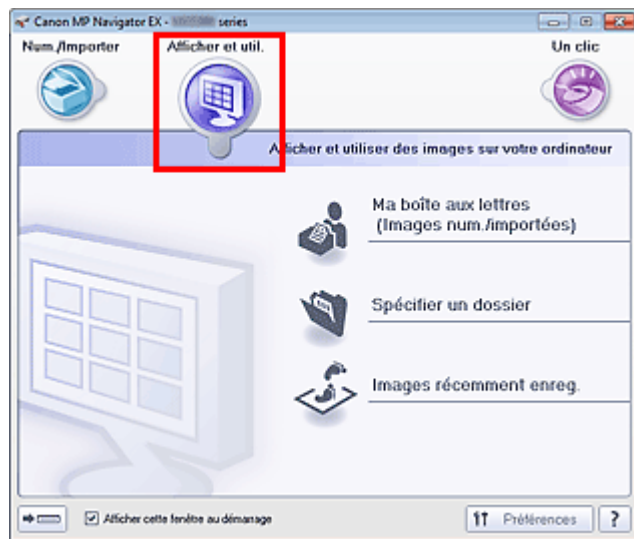 Canon MP Navigator EX - series
Num./Importer
Afficher et util.
Un clic
Afficher et utiliser des images sur votre ordinateur
Ma boîte aux lettres
(Images num./importées)
Spécifier un dossier
Images récemment enreg.
Afficher cette fenêtre au démarrage
Préférences
?